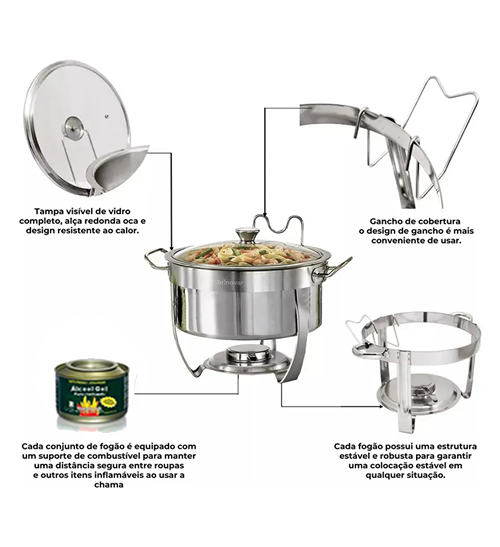 Tampa visível de vidro
completo, alça redonda oca e
design resistente ao calor.
Gancho de cobertura
o design de gancho é mais
conveniente de usar.
Alcool Gel
Cada conjunto de fogão é equipado com
um suporte de combustível para manter
uma distância segura entre roupas
e outros itens inflamáveis ao usar a
chama
Cada fogão possui uma estrutura
estável e robusta para garantir
uma colocação estável em
qualquer situação.